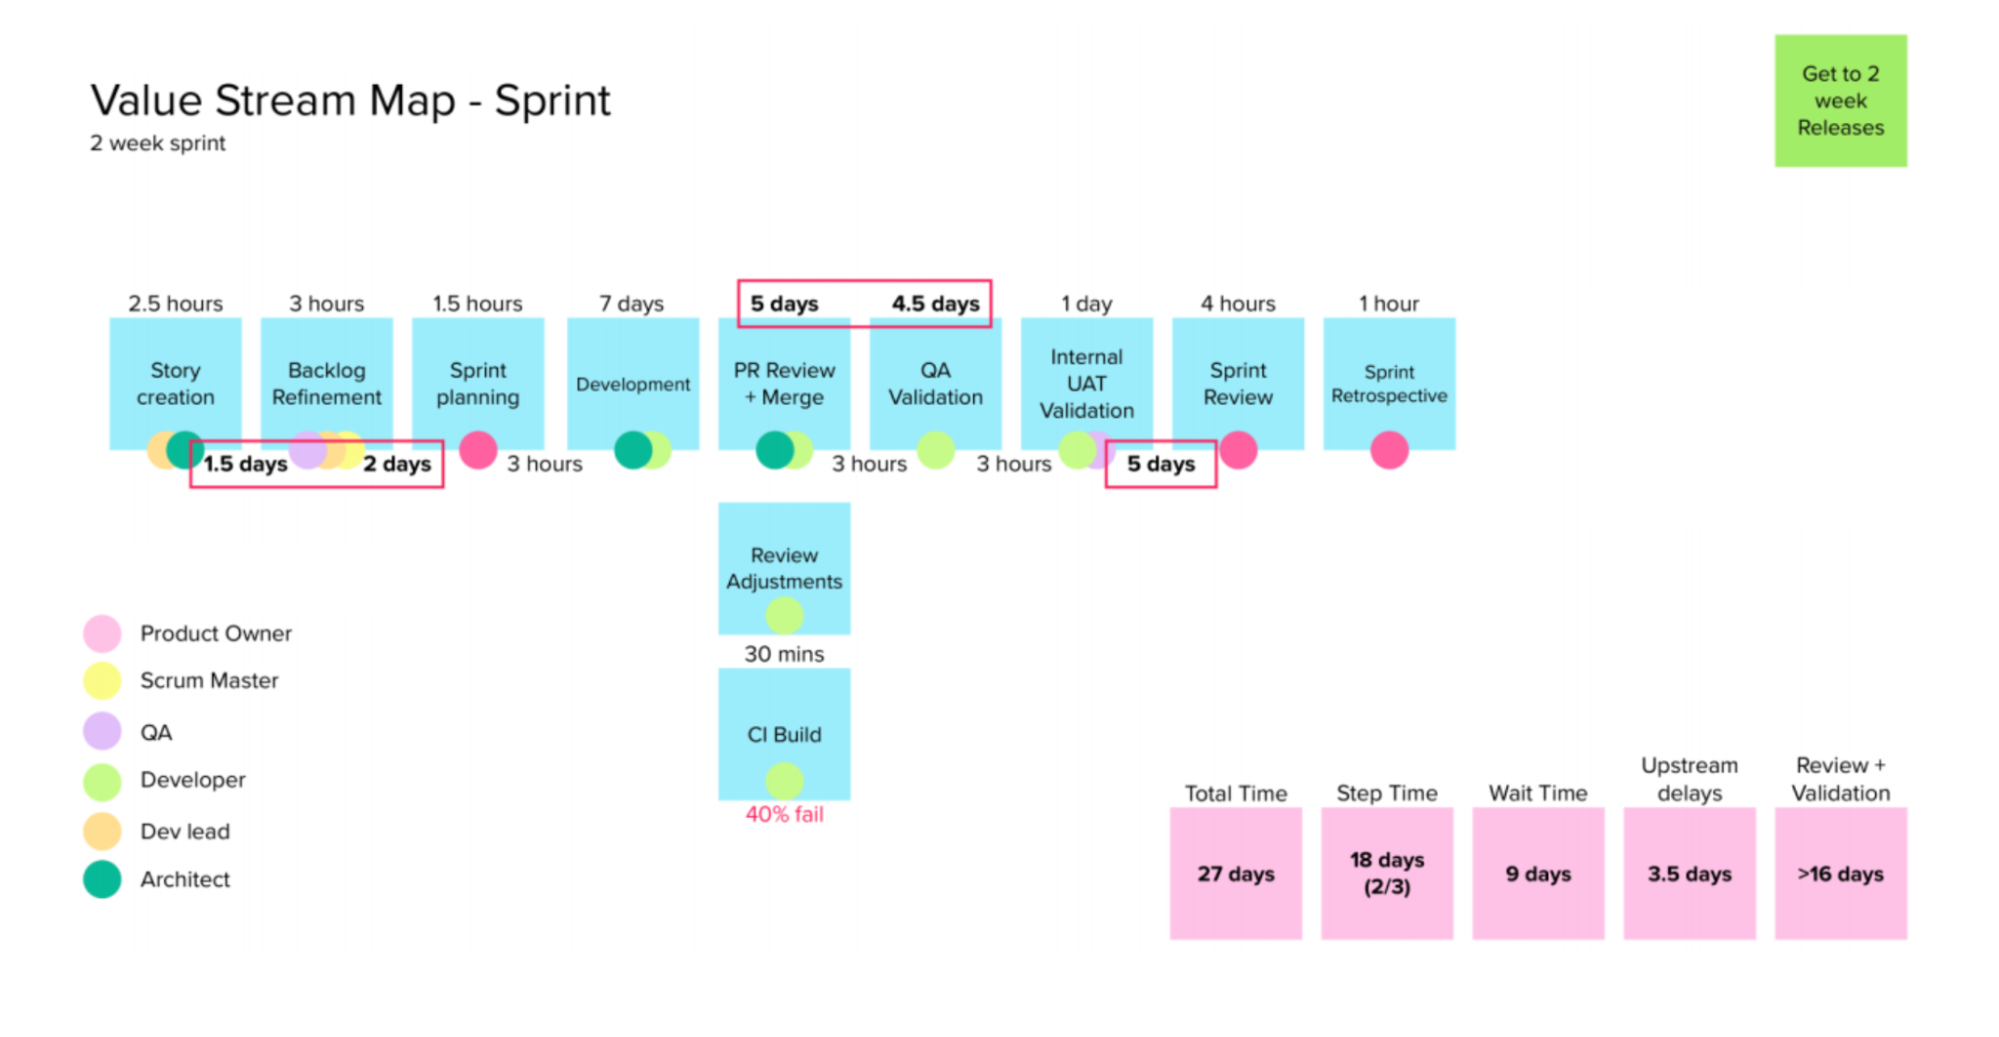 Get to 2
week
Releases
Value Stream Map - Sprint
2 week sprint
2.5 hours
3 hours
1.5 hours
7 days
5 days
4.5 days
1 day
4 hours
1 hour
Story
creation
Backlog
Refinement
Sprint
planning
Development
PR Review
+ Merge
QA
Validation
Internal
UAT
Validation
Sprint
Review
Sprint
Retrospective
1.5 days
2 days
3 hours
3 hours
3 hours
5 days
Review
Adjustments
30 mins
CI Build
40% fail
Product Owner
Scrum Master
QA
Developer
Dev lead
Architect
Total Time
27 days
Step Time
18 days
(2/3)
Wait Time
9 days
Upstream
delays
3.5 days
Review +
Validation
>16 days